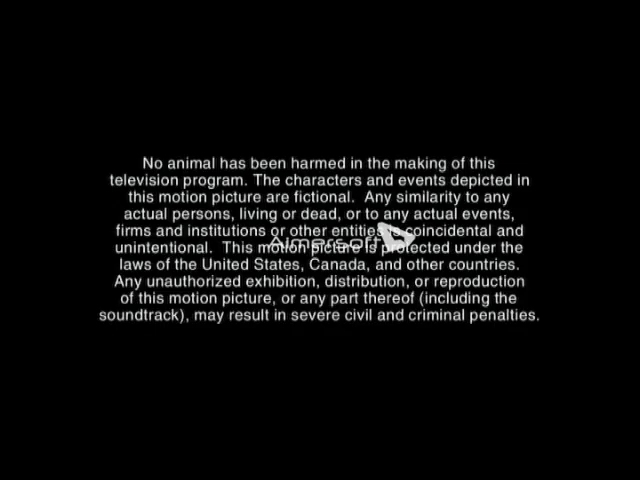 No animal has been harmed in the making of this
television program. The characters and events depicted in
this motion picture are fictional.  Any similarity to any
actual persons, living or dead, or to any actual events,
firms and institutions or other entities is coincidental and
unintentional.  This motion picture is protected under the
laws of the United States, Canada, and other countries.
Any unauthorized exhibition, distribution, or reproduction
of this motion picture, or any part thereof (including the
soundtrack), may result in severe civil and criminal penalties.
Aimersoft